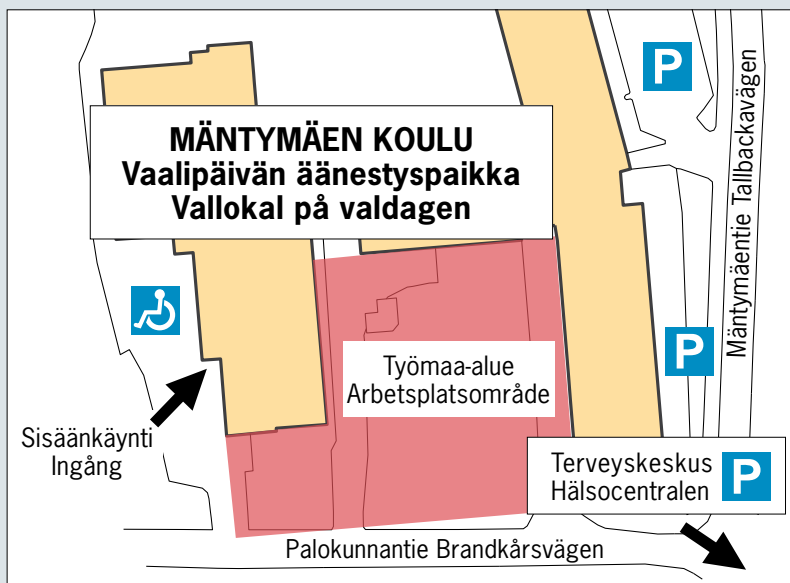 P
MÄNTYMÄEN KOULU
Vaalipäivän äänestyspaikka
Vallokal på valdagen
Mäntymäentie Tallbackavägen
P
Työmaa-alue
Arbetsplatsområde
Sisäänkäynti
Ingång
Terveyskeskus
Hälsocentralen
P
Palokunnantie Brandkårsvägen